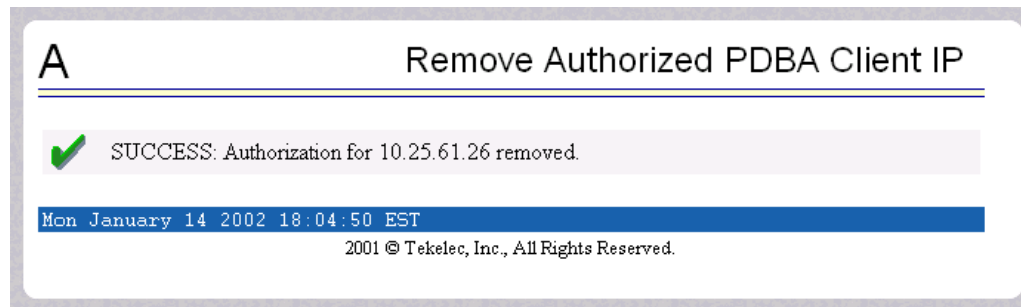 A
Remove Authorized PDBA Client IP
SUCCESS: Authorization for 10.25.61.26 removed.
Mon January 14 2002 18:04:50 EST
2001 © Tekelec, Inc., All Rights Reserved.